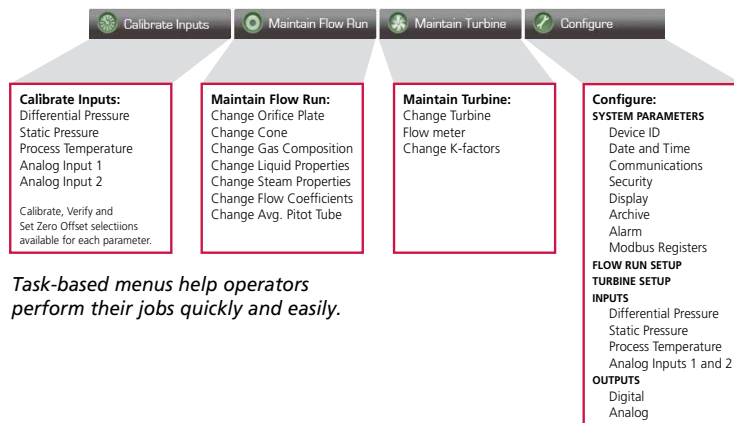 Calibrate Inputs
Maintain Flow Run
Maintain Turbine
Configure
Calibrate Inputs:
Differential Pressure
Static Pressure
Process Temperature
Analog Input 1
Analog Input 2
Calibrate, Verify and
Set Zero Offset selectiions
available for each parameter.
Maintain Flow Run:
Change Orifice Plate
Change Cone
Change Gas Composition
Change Liquid Properties
Change Steam Properties
Change Flow Coefficients
Change Avg. Pitot Tube
Maintain Turbine:
Change Turbine
Flow meter
Change K-factors
Configure:
SYSTEM PARAMETERS
Device ID
Date and Time
Communications
Security
Display
Archive
Alarm
Modbus Registers
FLOW RUN SETUP
TURBINE SETUP
INPUTS
Differential Pressure
Static Pressure
Process Temperature
Analog Inputs 1 and 2
OUTPUTS
Digital
Analog
Task-based menus help operators
perform their jobs quickly and easily.